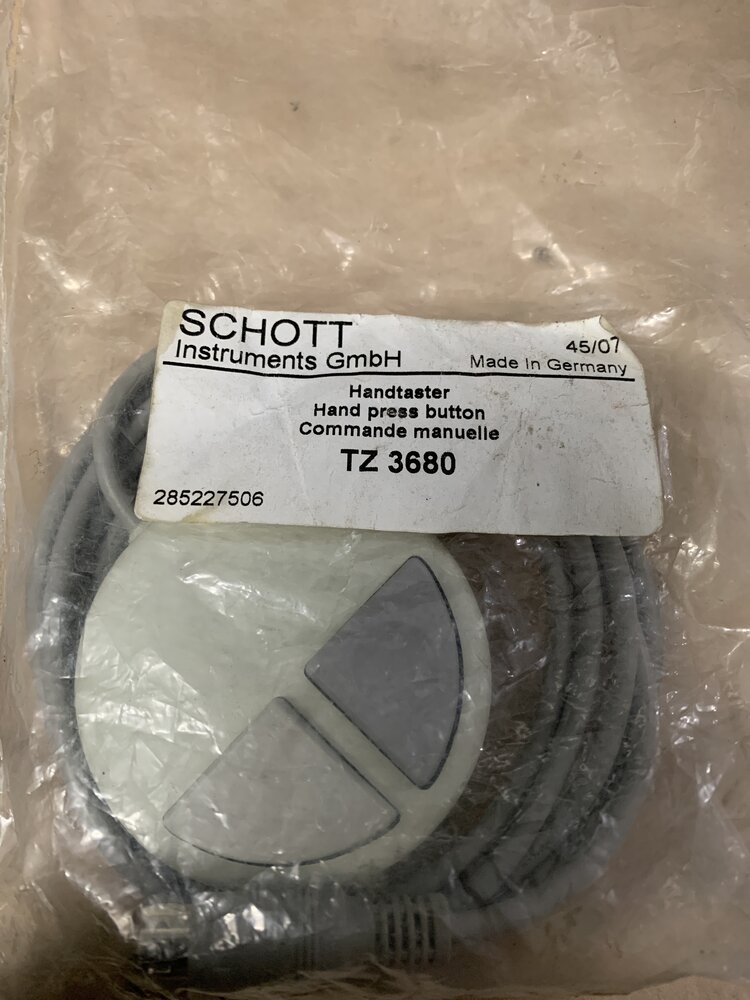 SCHOTT
Instruments GmbH
45/07
Made in Germany
Handtaster
Hand press button
Commande manuelle
TZ 3680
285227506